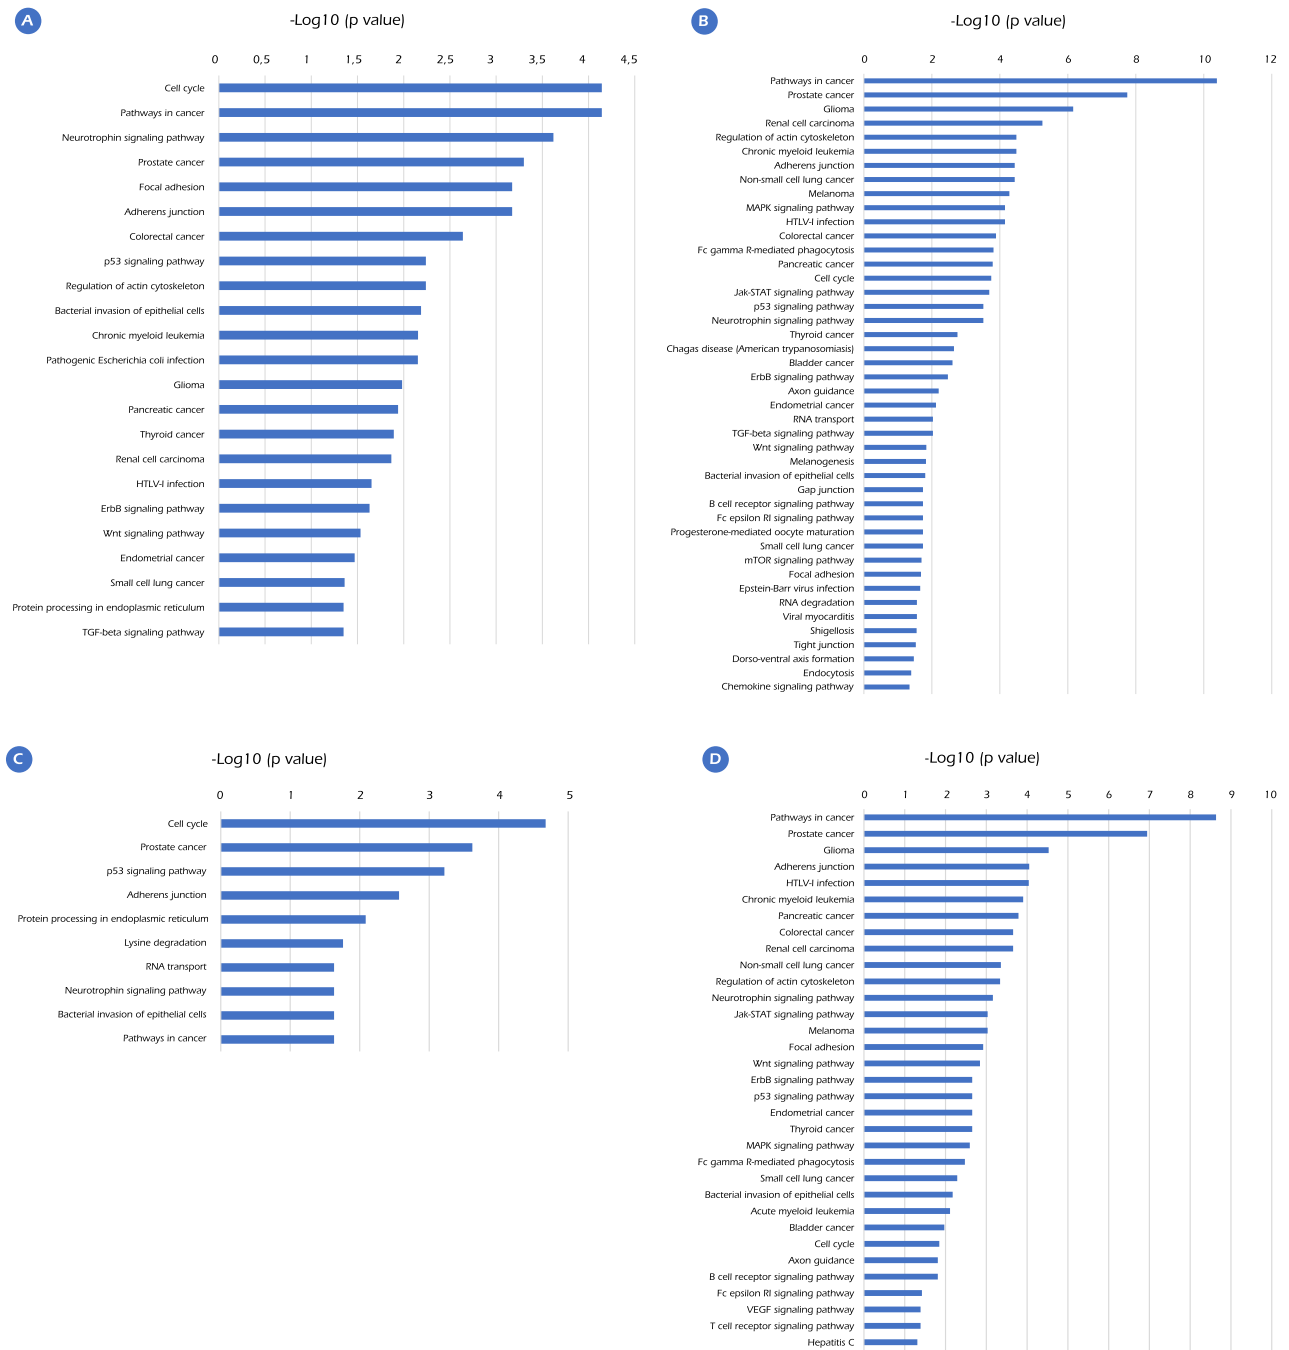 A
-Log10 (p value)
0 0,5 1 1,5 2 2,5 3 3,5 4 4,5
Cell cycle
Pathways in cancer
Neurotrophin signaling pathway
Prostate cancer
Focal adhesion
Adherens junction
Colorectal cancer
p53 signaling pathway
Regulation of actin cytoskeleton
Bacterial invasion of epithelial cells
Chronic myeloid leukemia
Pathogenic Escherichia coli infection
Glioma
Pancreatic cancer
Thyroid cancer
Renal cell carcinoma
HTLV-I infection
ErbB signaling pathway
Wnt signaling pathway
Endometrial cancer
Small cell lung cancer
Protein processing in endoplasmic reticulum
TGF-beta signaling pathway
B
-Log10 (p value)
0 2 4 6 8 10 12
Pathways in cancer
Prostate cancer
Glioma
Renal cell carcinoma
Regulation of actin cytoskeleton
Chronic myeloid leukemia
Adherens junction
Non-small cell lung cancer
Melanoma
MAPK signaling pathway
HTLV-I infection
Colorectal cancer
Fc gamma R-mediated phagocytosis
Pancreatic cancer
Cell cycle
Jak-STAT signaling pathway
p53 signaling pathway
Neurotrophin signaling pathway
Thyroid cancer
Chagas disease (American trypanosomiasis)
Bladder cancer
ErbB signaling pathway
Axon guidance
Endometrial cancer
RNA transport
TGF-beta signaling pathway
Wnt signaling pathway
Melanogenesis
Bacterial invasion of epithelial cells
Gap junction
B cell receptor signaling pathway
Fc epsilon RI signaling pathway
Progesterone-mediated oocyte maturation
Small cell lung cancer
mTOR signaling pathway
Focal adhesion
Epstein-Barr virus infection
RNA degradation
Viral myocarditis
Shigellosis
Tight junction
Dorso-ventral axis formation
Endocytosis
Chemokine signaling pathway
C
-Log10 (p value)
0 1 2 3 4 5
Cell cycle
Prostate cancer
p53 signaling pathway
Adherens junction
Protein processing in endoplasmic reticulum
Lysine degradation
RNA transport
Neurotrophin signaling pathway
Bacterial invasion of epithelial cells
Pathways in cancer
D
-Log10 (p value)
0 1 2 3 4 5 6 7 8 9 10
Pathways in cancer
Prostate cancer
Glioma
Adherens junction
HTLV-I infection
Chronic myeloid leukemia
Pancreatic cancer
Colorectal cancer
Renal cell carcinoma
Non-small cell lung cancer
Regulation of actin cytoskeleton
Neurotrophin signaling pathway
Jak-STAT signaling pathway
Melanoma
Focal adhesion
Wnt signaling pathway
ErbB signaling pathway
p53 signaling pathway
Endometrial cancer
Thyroid cancer
MAPK signaling pathway
Fc gamma R-mediated phagocytosis
Small cell lung cancer
Bacterial invasion of epithelial cells
Acute myeloid leukemia
Bladder cancer
Cell cycle
Axon guidance
B cell receptor signaling pathway
Fc epsilon RI signaling pathway
VEGF signaling pathway
T cell receptor signaling pathway
Hepatitis C